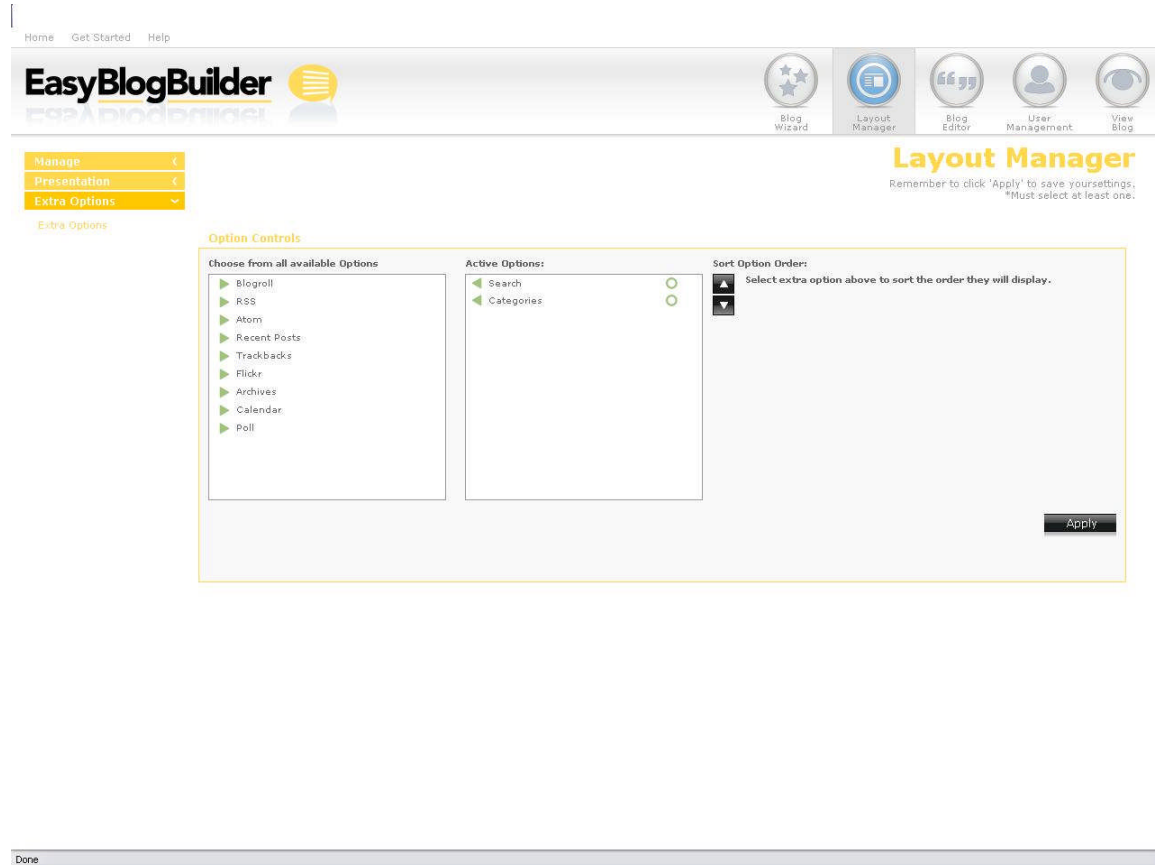 Home Get Started Help
EasyBlogBuilder
Blog
Wizard
Layout
Manager
Blog
Editor
User
Management
View
Blog
Manage
Presentation
Extra Options
Extra Options
Layout Manager
Remember to click 'Apply' to save yoursettings.
*Must select at least one.
Option Controls
Choose from all available Options
Blogroll
RSS
Atom
Recent Posts
Trackbacks
Flickr
Archives
Calendar
Poll
Active Options:
Search
Categories
Sort Option Order:
Select extra option above to sort the order they will display.
Apply
Done